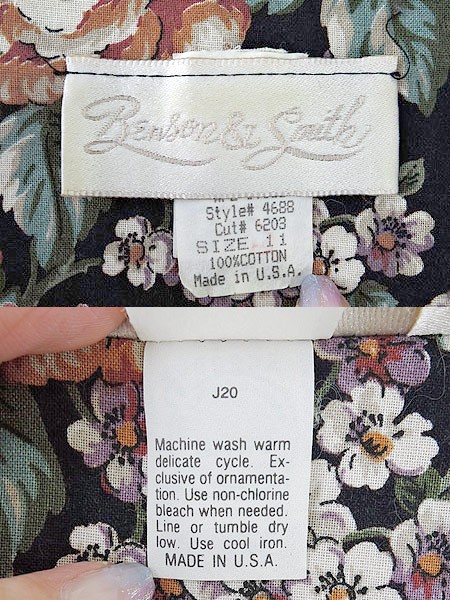 Benson & Smith
Style# 4688
Cut# 6203
SIZE 11
100%COTTON
Made in U.S.A.
J20
Machine wash warm
delicate cycle. Ex-
clusive of ornamenta-
tion. Use non-chlorine
bleach when needed.
Line or tumble dry
low. Use cool iron.
MADE IN U.S.A.